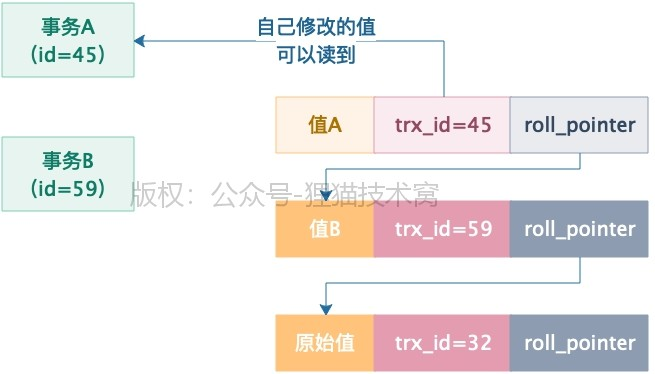 事务A
（id=45）
自己修改的值
可以读到
值A
trx_id=45
roll_pointer
事务B
（id=59）
版权：公众号-狸猫技术窝
值B
trx_id=59
roll_pointer
原始值
trx_id=32
roll_pointer